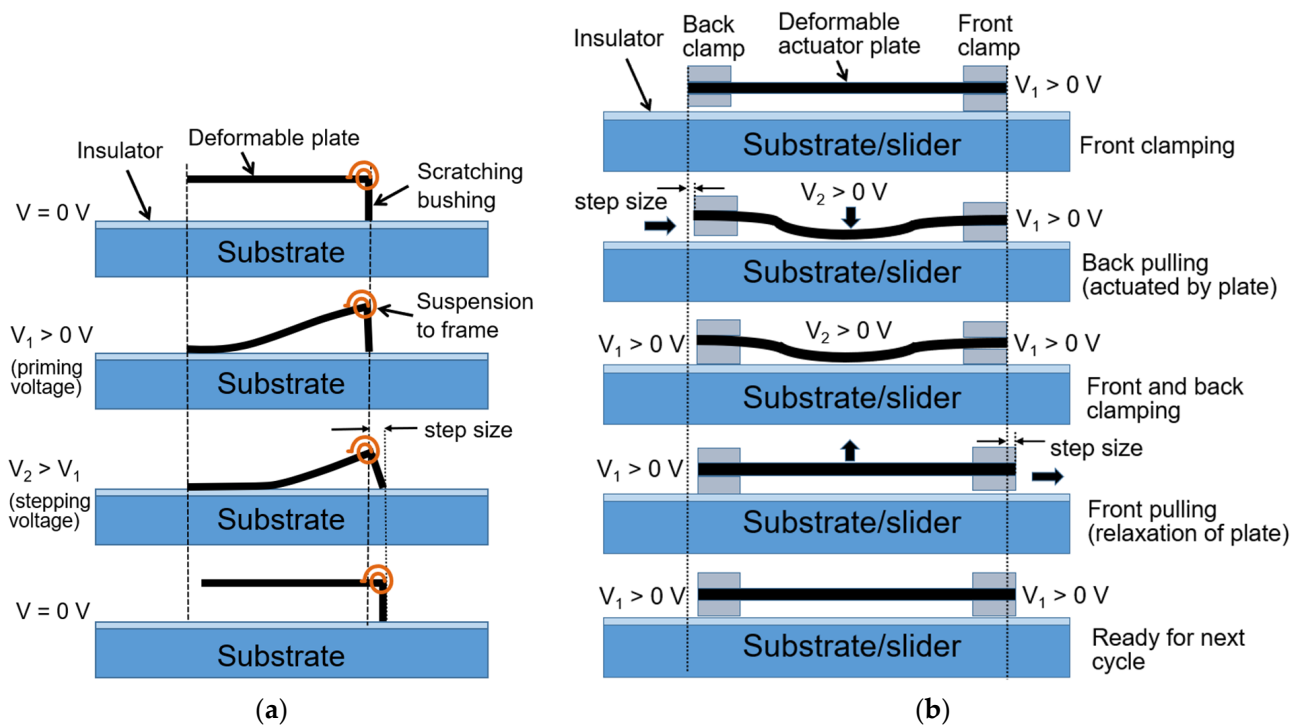 Deformable plate
Insulator
Scratching
bushing
V = 0 V
Substrate
Suspension
to frame
V₁ > 0 V
(priming
voltage)
Substrate
step size
V₂ > V₁
(stepping
voltage)
Substrate
V = 0 V
Substrate
(a)
Back
clamp
Deformable
actuator plate
Front
clamp
Insulator
V₁ > 0 V
Substrate/slider
Front clamping
step size
V₂ > 0 V
V₁ > 0 V
Substrate/slider
Back pulling
(actuated by plate)
V₁ > 0 V
V₂ > 0 V
V₁ > 0 V
Substrate/slider
Front and back
clamping
step size
V₁ > 0 V
Substrate/slider
Front pulling
(relaxation of plate)
V₁ > 0 V
V₁ > 0 V
Substrate/slider
Ready for next
cycle
(b)